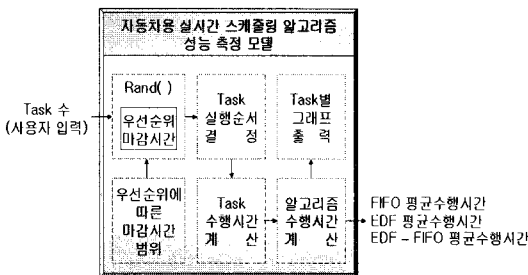 자동차용 실시간 스케줄링 알고리즘
성능 측정 모델
Task 수
(사용자 입력)
Rand( )
우선순위
마감시간
Task
실행순서
결 정
Task별
그래프
출 력
우선순위에
따른
마감시간
범위
Task
수행시간
계 산
알고리즘
수행시간
계 산
FIFO 평균수행시간
EDF 평균수행시간
EDF – FIFO 평균수행시간